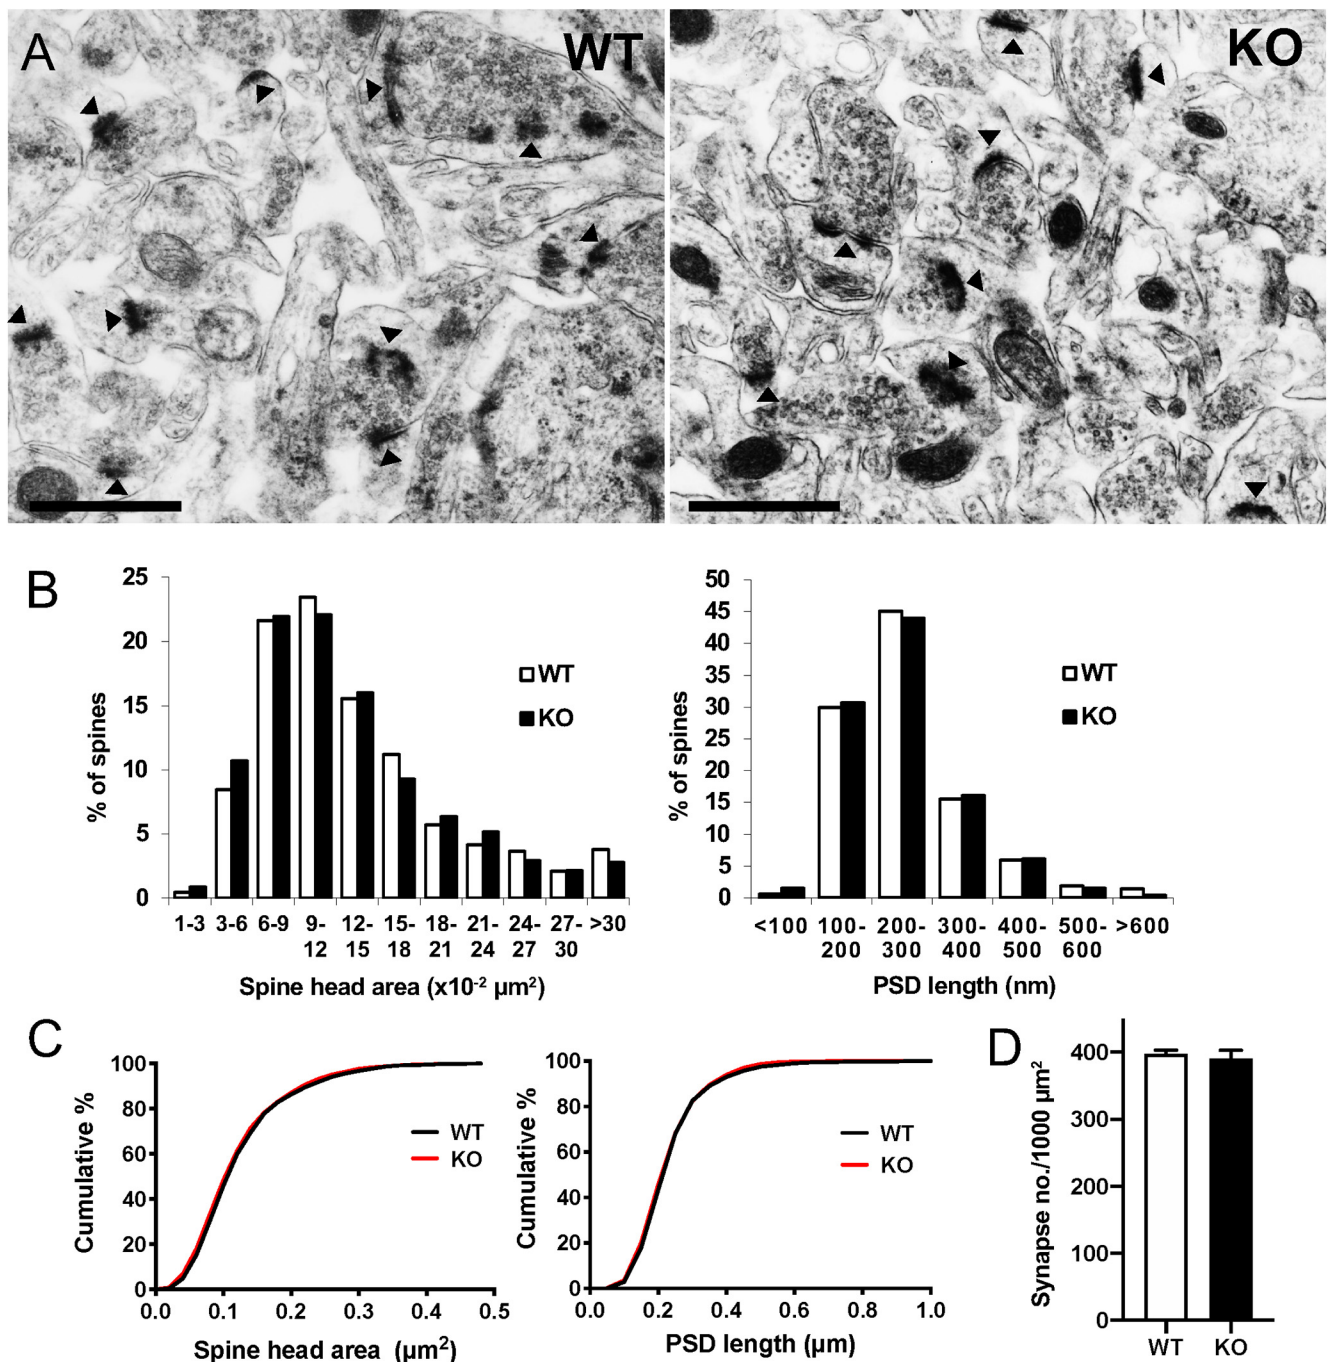 A
WT
KO
B
25
20
15
10
5
0
% of spines
WT
KO
1-3 3-6 6-9 9- 12- 15- 18- 21- 24- 27- >30
12 15 18 21 24 27 30
Spine head area (x10-2 µm2)
50
45
40
35
30
25
20
15
10
5
0
% of spines
WT
KO
<100 100- 200- 300- 400- 500- >600
200 300 400 500 600
PSD length (nm)
C
100
80
60
40
20
0
Cumulative %
WT
KO
0.0 0.1 0.2 0.3 0.4 0.5
Spine head area (µm2)
100
80
60
40
20
0
Cumulative %
WT
KO
0.0 0.2 0.4 0.6 0.8 1.0
PSD length (µm)
D
400
300
200
100
0
Synapse no./1000 µm2
WT KO